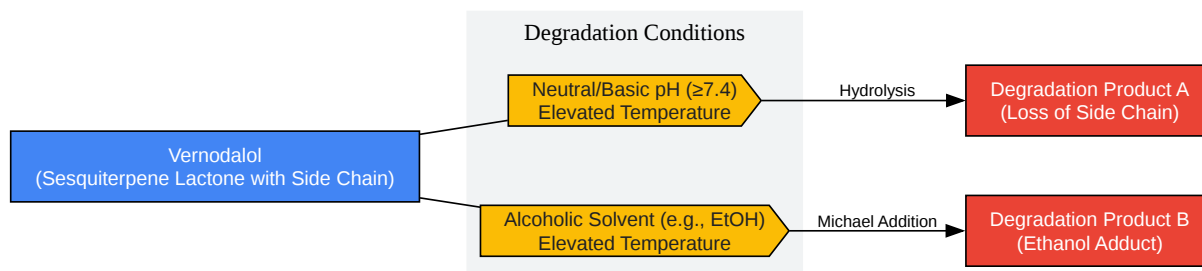 Degradation Conditions
Neutral/Basic pH (≥7.4)
Elevated Temperature
Hydrolysis
Degradation Product A
(Loss of Side Chain)
Vernodalol
(Sesquiterpene Lactone with Side Chain)
Alcoholic Solvent (e.g., EtOH)
Elevated Temperature
Michael Addition
Degradation Product B
(Ethanol Adduct)